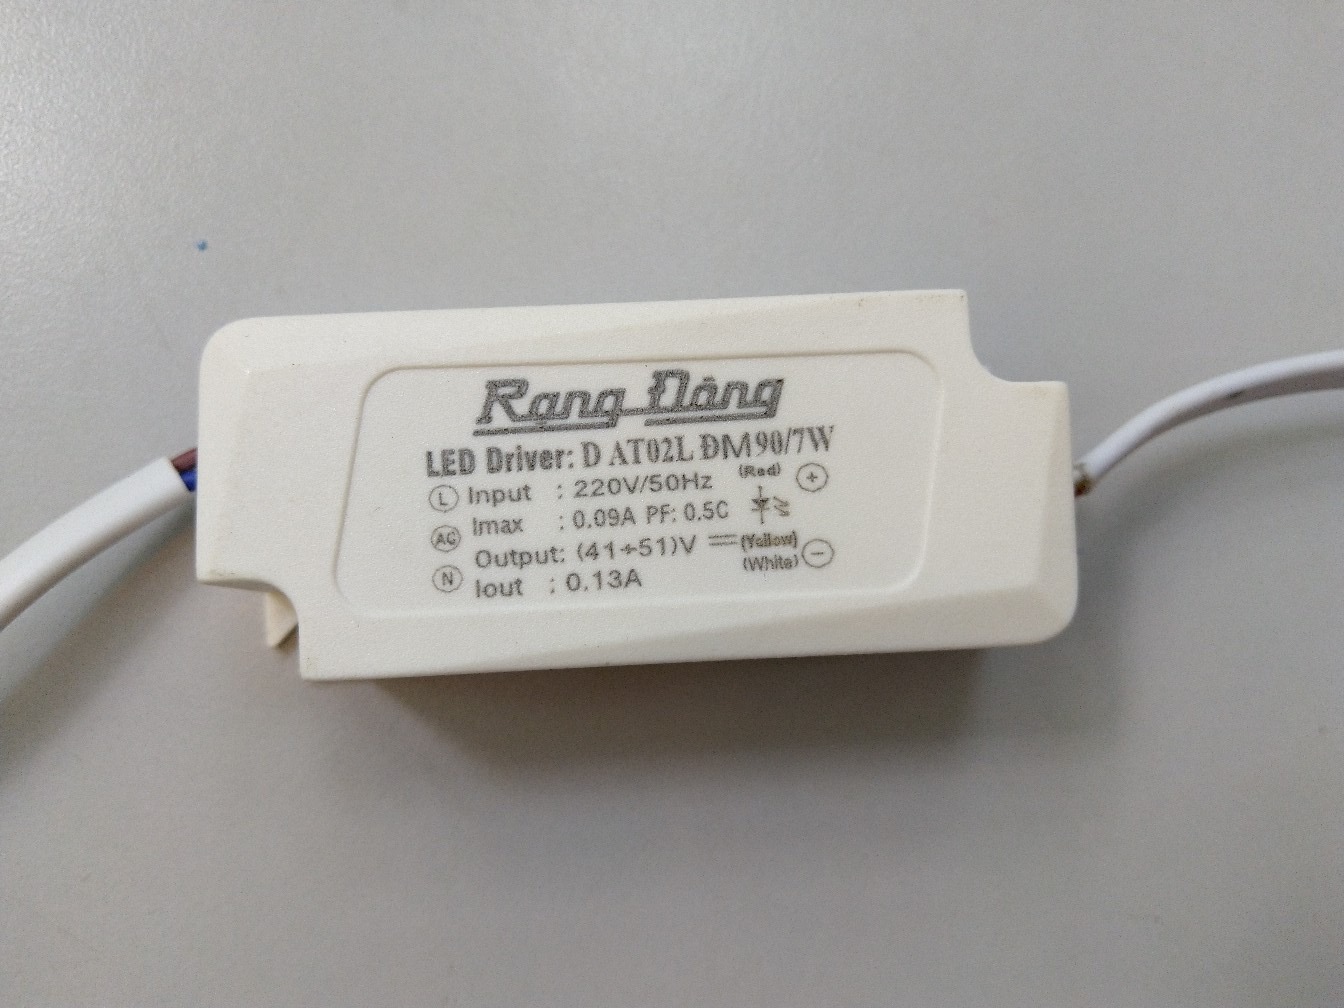 Rạng Đông
LED Driver: D AT02L ĐM90/7W
L Input : 220V/50Hz (Red) +
Imax : 0.09A PF: 0.5C
AC
Output: (41÷51)V (Yellow)
(White) −
N Iout : 0.13A